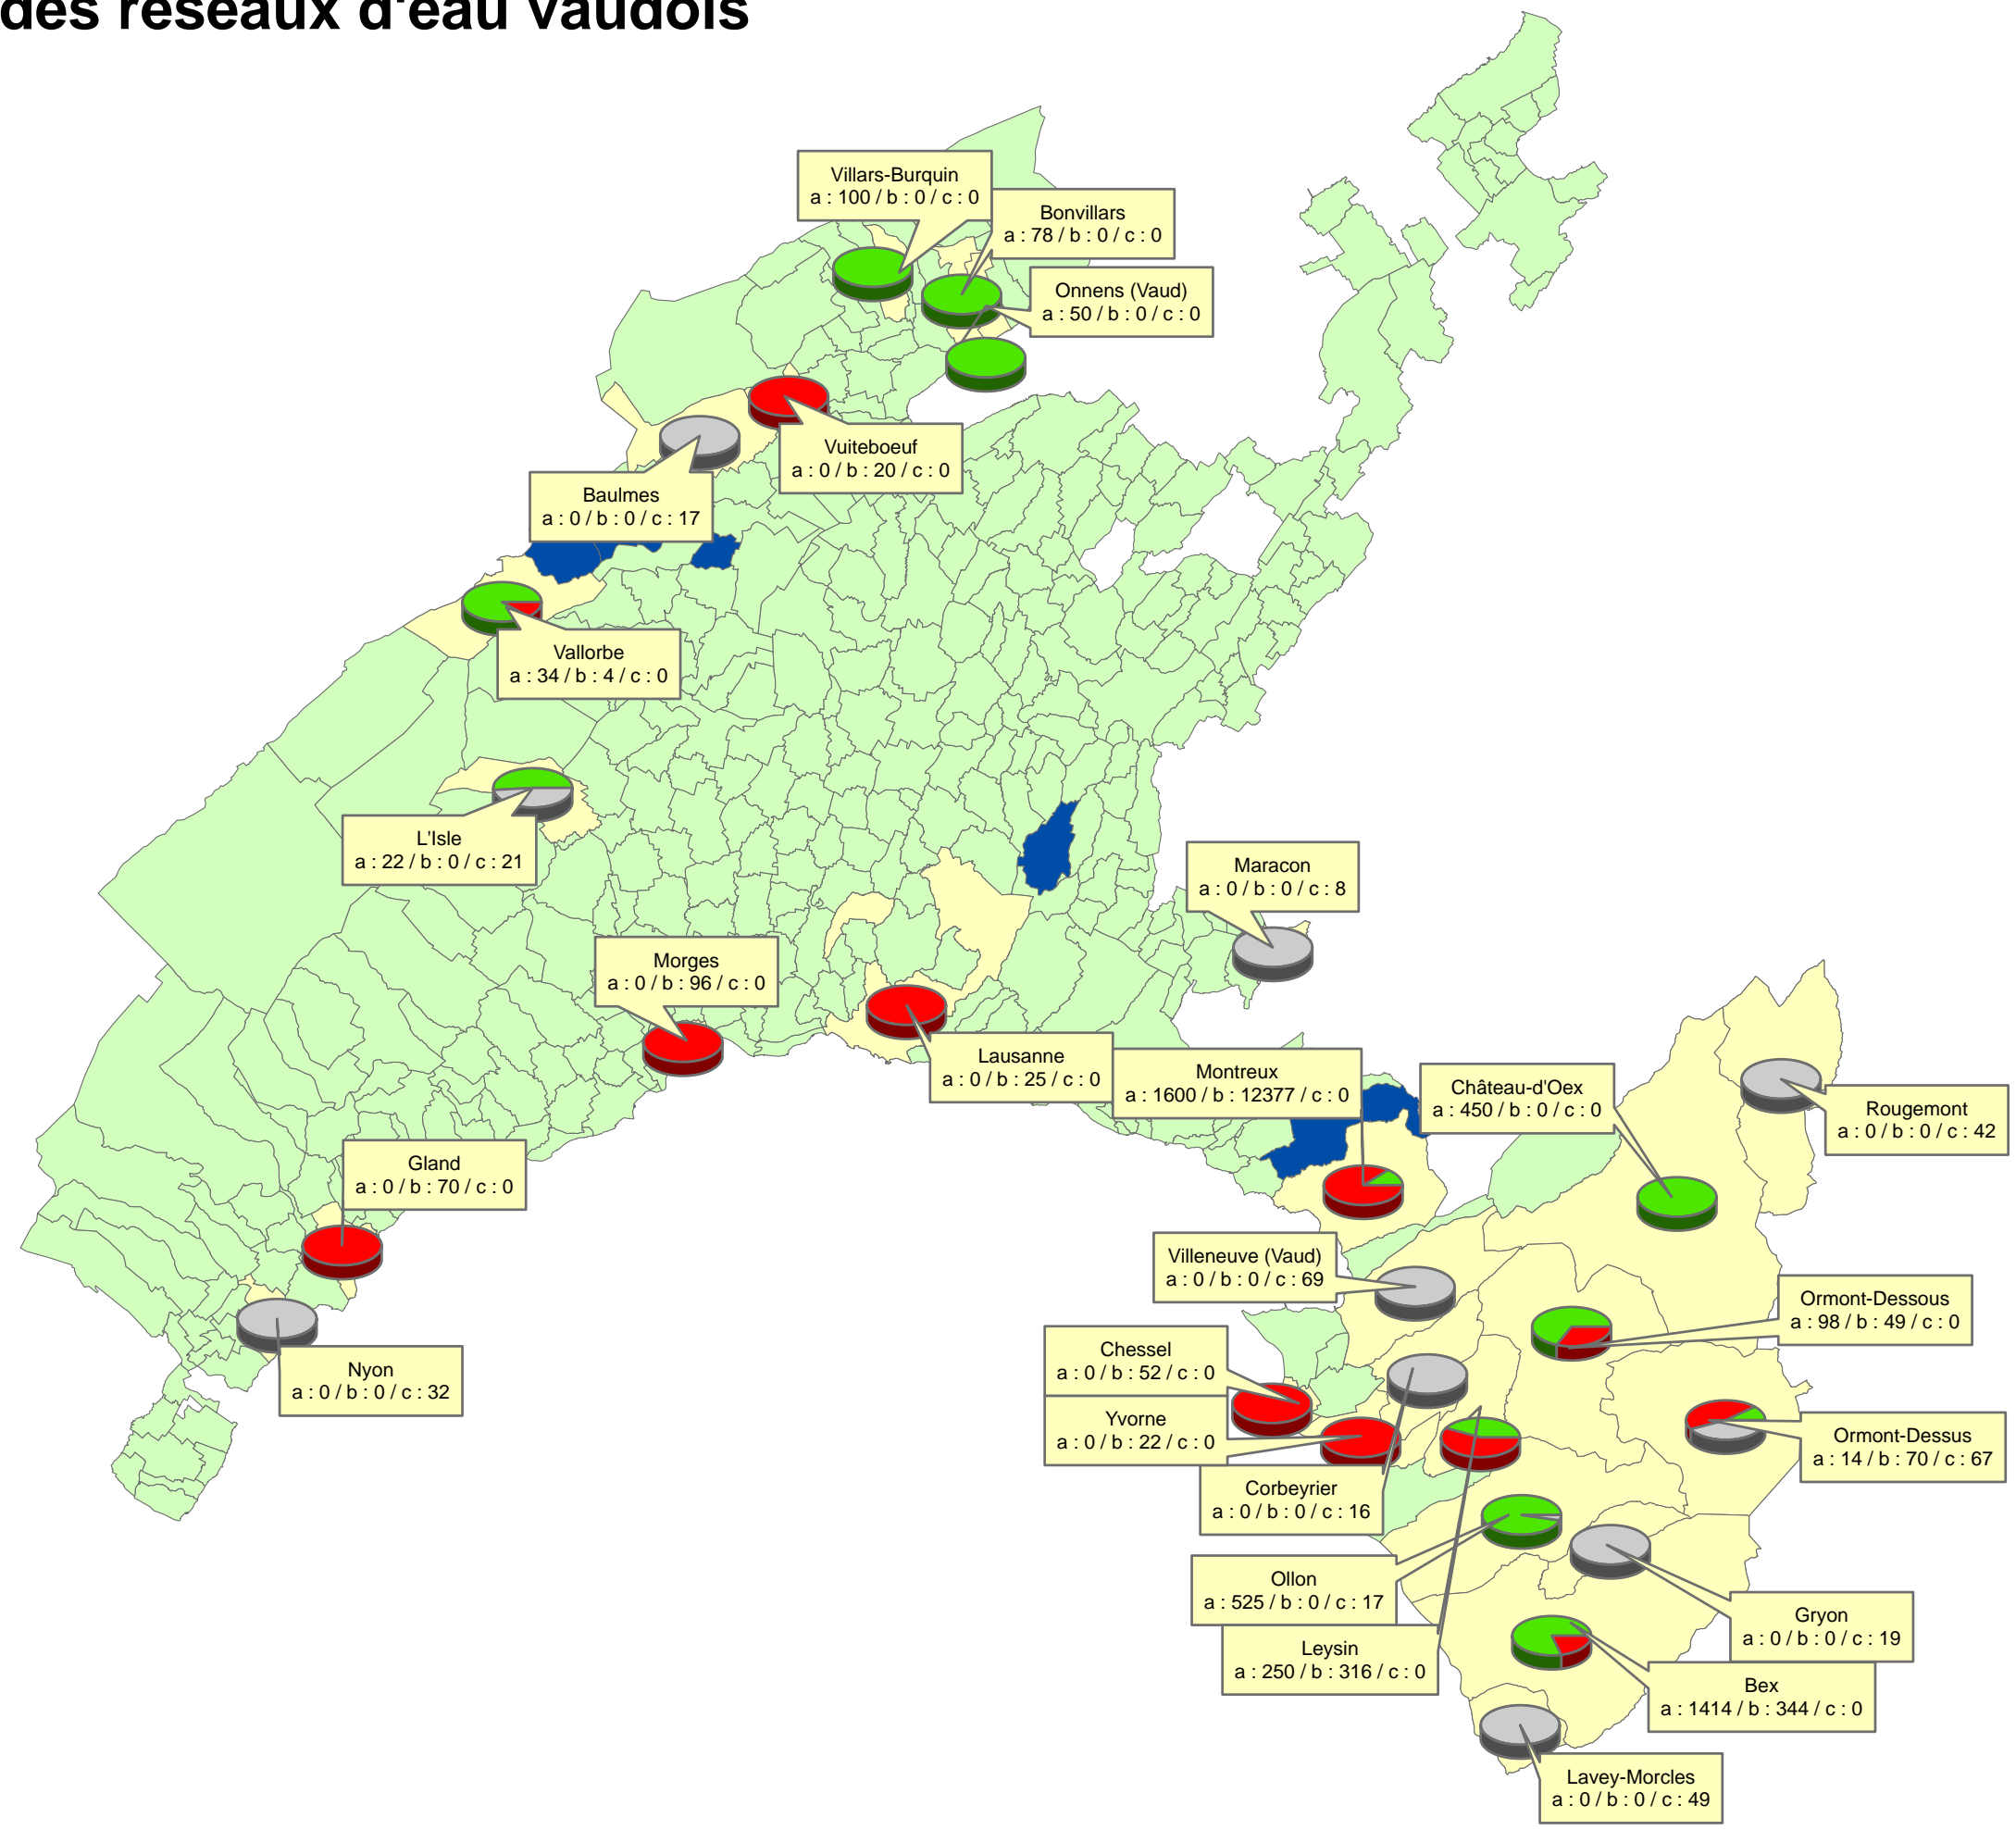 des réseaux d'eau vaudois
Villars-Burquin
a : 100 / b : 0 / c : 0
Bonvillars
a : 78 / b : 0 / c : 0
Onnens (Vaud)
a : 50 / b : 0 / c : 0
Vuiteboeuf
a : 0 / b : 20 / c : 0
Baulmes
a : 0 / b : 0 / c : 17
Vallorbe
a : 34 / b : 4 / c : 0
L'Isle
a : 22 / b : 0 / c : 21
Maracon
a : 0 / b : 0 / c : 8
Morges
a : 0 / b : 96 / c : 0
Lausanne
a : 0 / b : 25 / c : 0
Montreux
a : 1600 / b : 12377 / c : 0
Château-d'Oex
a : 450 / b : 0 / c : 0
Rougemont
a : 0 / b : 0 / c : 42
Gland
a : 0 / b : 70 / c : 0
Villeneuve (Vaud)
a : 0 / b : 0 / c : 69
Ormont-Dessous
a : 98 / b : 49 / c : 0
Nyon
a : 0 / b : 0 / c : 32
Chessel
a : 0 / b : 52 / c : 0
Yvorne
a : 0 / b : 22 / c : 0
Ormont-Dessus
a : 14 / b : 70 / c : 67
Corbeyrier
a : 0 / b : 0 / c : 16
Ollon
a : 525 / b : 0 / c : 17
Gryon
a : 0 / b : 0 / c : 19
Leysin
a : 250 / b : 316 / c : 0
Bex
a : 1414 / b : 344 / c : 0
Lavey-Morcles
a : 0 / b : 0 / c : 49